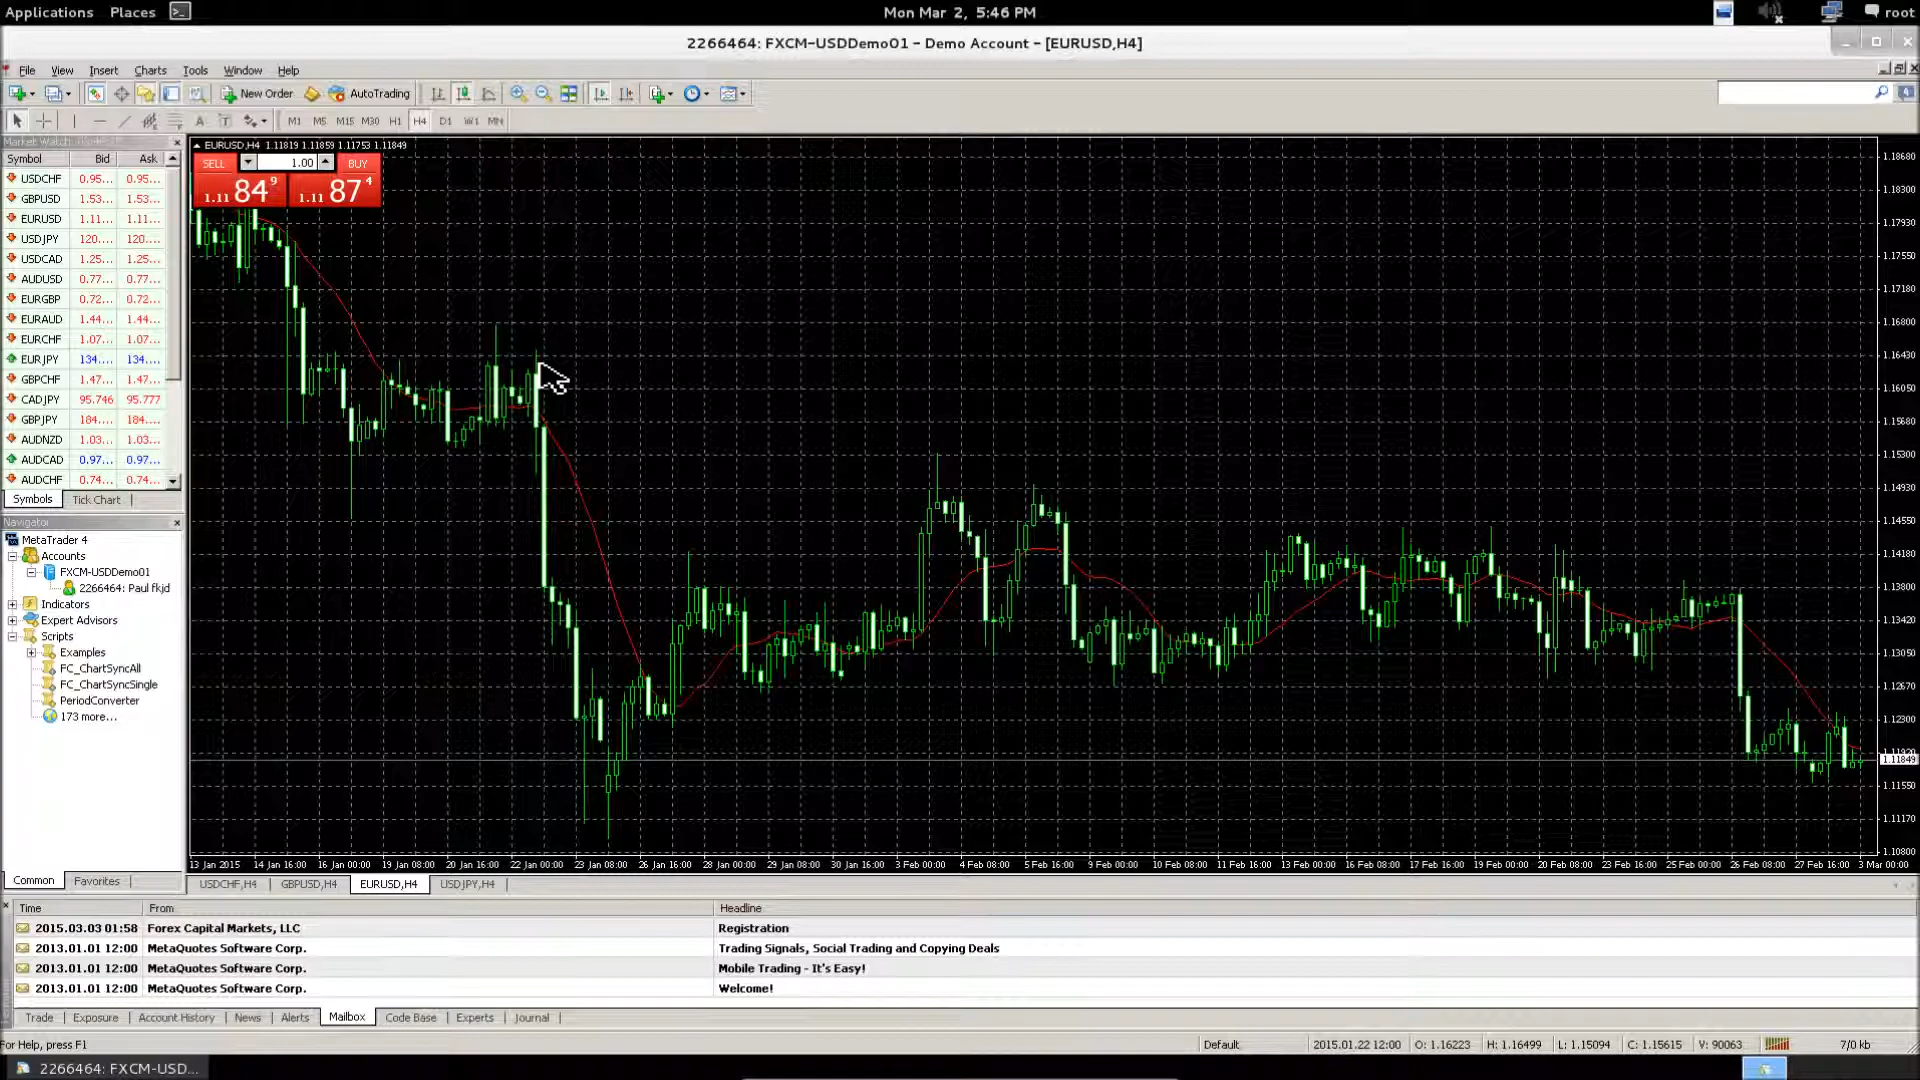 Applications Places Mon Mar 2, 5:46 PM root
2266464: FXCM-USDDemo01 - Demo Account - [EURUSD,H4]
File View Insert Charts Tools Window Help
New Order AutoTrading
A T M1 M5 M15 M30 H1 H4 D1 W1 MN
Symbol Bid Ask
USDCHF 0.95... 0.95...
GBPUSD 1.53... 1.53...
EURUSD 1.11... 1.11...
USDJPY 120.... 120....
USDCAD 1.25... 1.25...
AUDUSD 0.77... 0.77...
EURGBP 0.72... 0.72...
EURAUD 1.44... 1.44...
EURCHF 1.07... 1.07...
EURJPY 134.... 134....
GBPCHF 1.47... 1.47...
CADJPY 95.746 95.777
GBPJPY 184.... 184....
AUDNZD 1.03... 1.03...
AUDCAD 0.97... 0.97...
AUDCHF 0.74... 0.74...
Symbols Tick Chart
Navigator
MetaTrader 4
Accounts
FXCM-USDDemo01
2266464: Paul fkjd
Indicators
Expert Advisors
Scripts
Examples
FC_ChartSyncAll
FC_ChartSyncSingle
PeriodConverter
173 more...
Common Favorites
EURUSD,H4 1.11819 1.11859 1.11753 1.11849
SELL 1.00 BUY
1.11 84 9 1.11 87 4
1.18680
1.18300
1.17930
1.17550
1.17180
1.16800
1.16430
1.16050
1.15680
1.15300
1.14930
1.14550
1.14180
1.13800
1.13420
1.13050
1.12670
1.12300
1.11920
1.11849
1.11550
1.11170
1.10800
13 Jan 2015 14 Jan 16:00 16 Jan 00:00 19 Jan 08:00 20 Jan 16:00 22 Jan 00:00 23 Jan 08:00 26 Jan 16:00 28 Jan 00:00 29 Jan 08:00 30 Jan 16:00 3 Feb 00:00 4 Feb 08:00 5 Feb 16:00 9 Feb 00:00 10 Feb 08:00 11 Feb 16:00 13 Feb 00:00 16 Feb 08:00 17 Feb 16:00 19 Feb 00:00 20 Feb 08:00 23 Feb 16:00 25 Feb 00:00 26 Feb 08:00 27 Feb 16:00 3 Mar 00:00
USDCHF,H4 GBPUSD,H4 EURUSD,H4 USDJPY,H4
Time From Headline
2015.03.03 01:58 Forex Capital Markets, LLC Registration
2013.01.01 12:00 MetaQuotes Software Corp. Trading Signals, Social Trading and Copying Deals
2013.01.01 12:00 MetaQuotes Software Corp. Mobile Trading - It's Easy!
2013.01.01 12:00 MetaQuotes Software Corp. Welcome!
Trade Exposure Account History News Alerts Mailbox Code Base Experts Journal
For Help, press F1 Default 2015.01.22 12:00 O: 1.16223 H: 1.16499 L: 1.15094 C: 1.15615 V: 90063 7/0 kb
2266464: FXCM-USD...